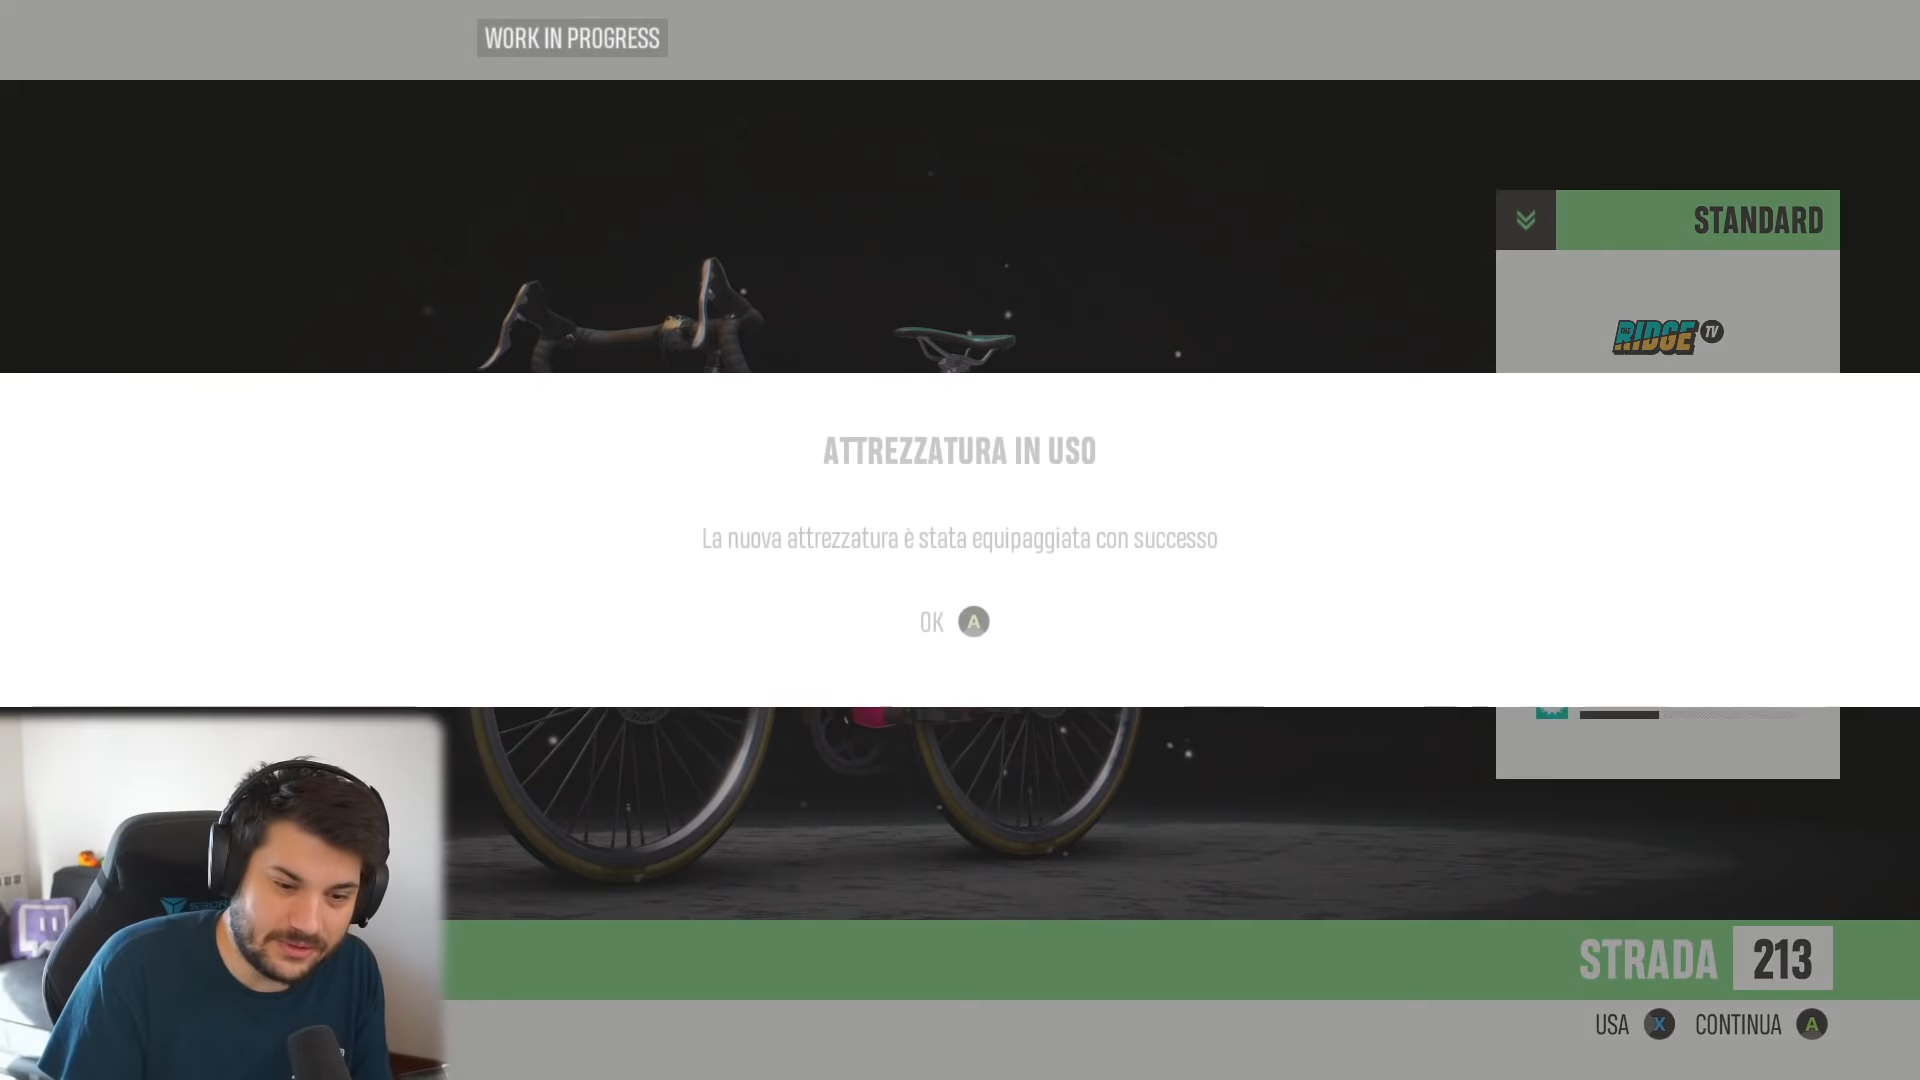 WORK IN PROGRESS
STANDARD
THE RIDGE TV
ATTREZZATURA IN USO
La nuova attrezzatura è stata equipaggiata con successo
OK A
STRADA 213
USA X CONTINUA A